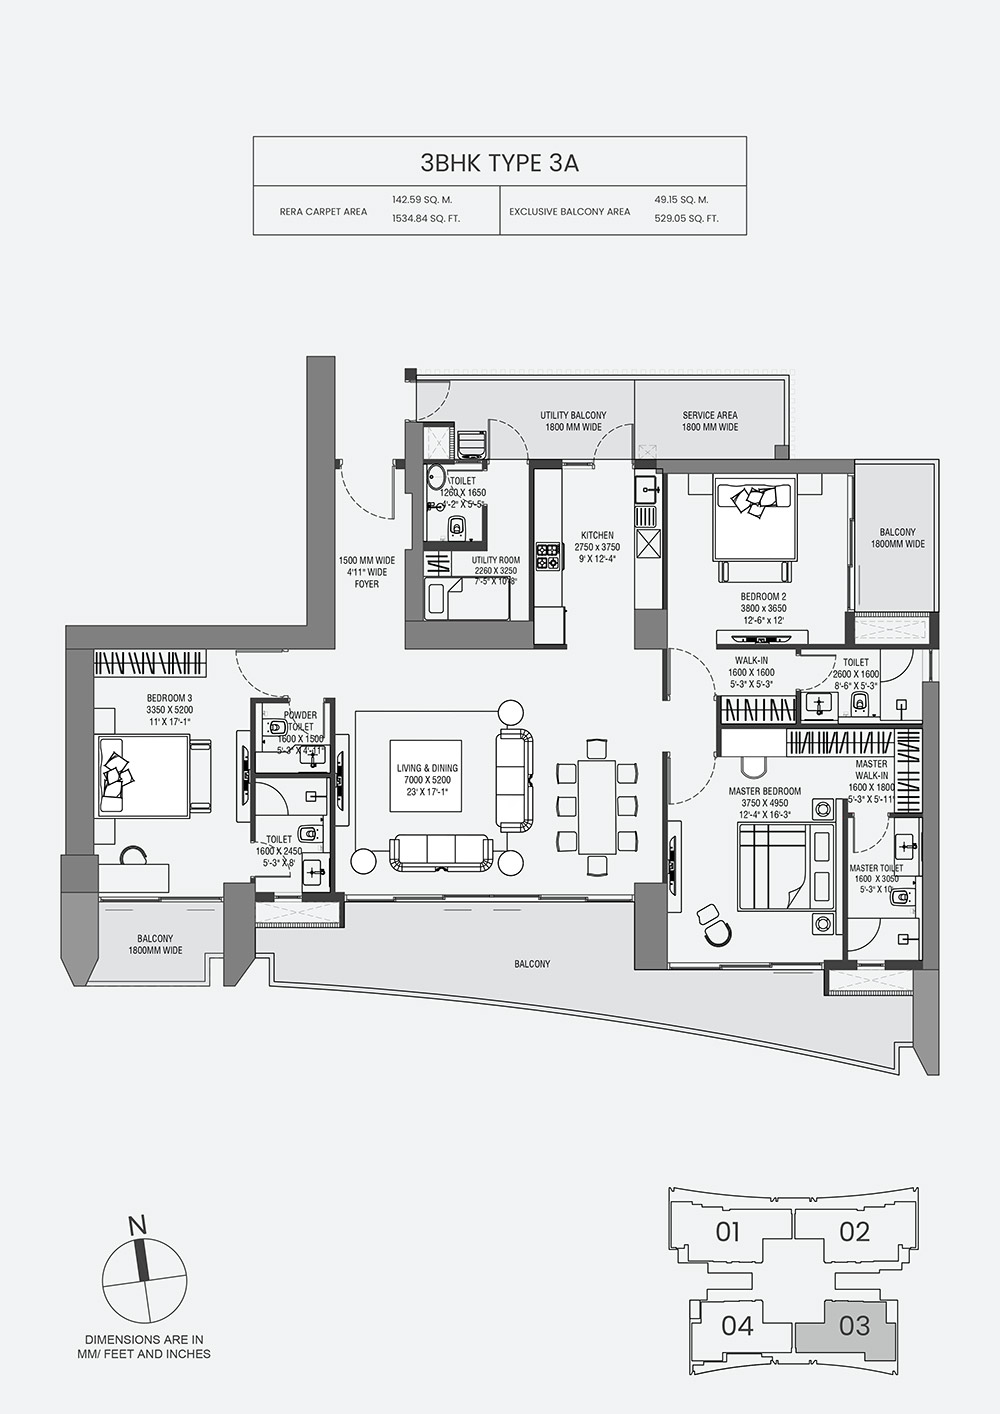 3BHK TYPE 3A
RERA CARPET AREA
142.59 SQ. M.
1534.84 SQ. FT.
EXCLUSIVE BALCONY AREA
49.15 SQ. M.
529.05 SQ. FT.
UTILITY BALCONY
1800 MM WIDE
SERVICE AREA
1800 MM WIDE
TOILET
1260 X 1650
4'-2" X 5'-5"
KITCHEN
2750 x 3750
9' X 12'-4"
BALCONY
1800MM WIDE
1500 MM WIDE
4'11" WIDE
FOYER
UTILITY ROOM
2260 X 3250
7'-5" X 10'-8"
BEDROOM 2
3800 x 3650
12'-6" x 12'
WALK-IN
1600 X 1600
5'-3" X 5'-3"
TOILET
2600 X 1600
8'-6" X 5'-3"
BEDROOM 3
3350 X 5200
11' X 17'-1"
POWDER
TOILET
1600 X 1500
5'-3" X 4'-11"
LIVING & DINING
7000 X 5200
23' X 17'-1"
MASTER BEDROOM
3750 X 4950
12'-4" X 16'-3"
MASTER
WALK-IN
1600 X 1800
5'-3" X 5'-11"
TOILET
1600 X 2450
5'-3" X 8'
MASTER TOILET
1600 X 3050
5'-3" X 10'
BALCONY
1800MM WIDE
BALCONY
N
DIMENSIONS ARE IN
MM/ FEET AND INCHES
01
02
04
03